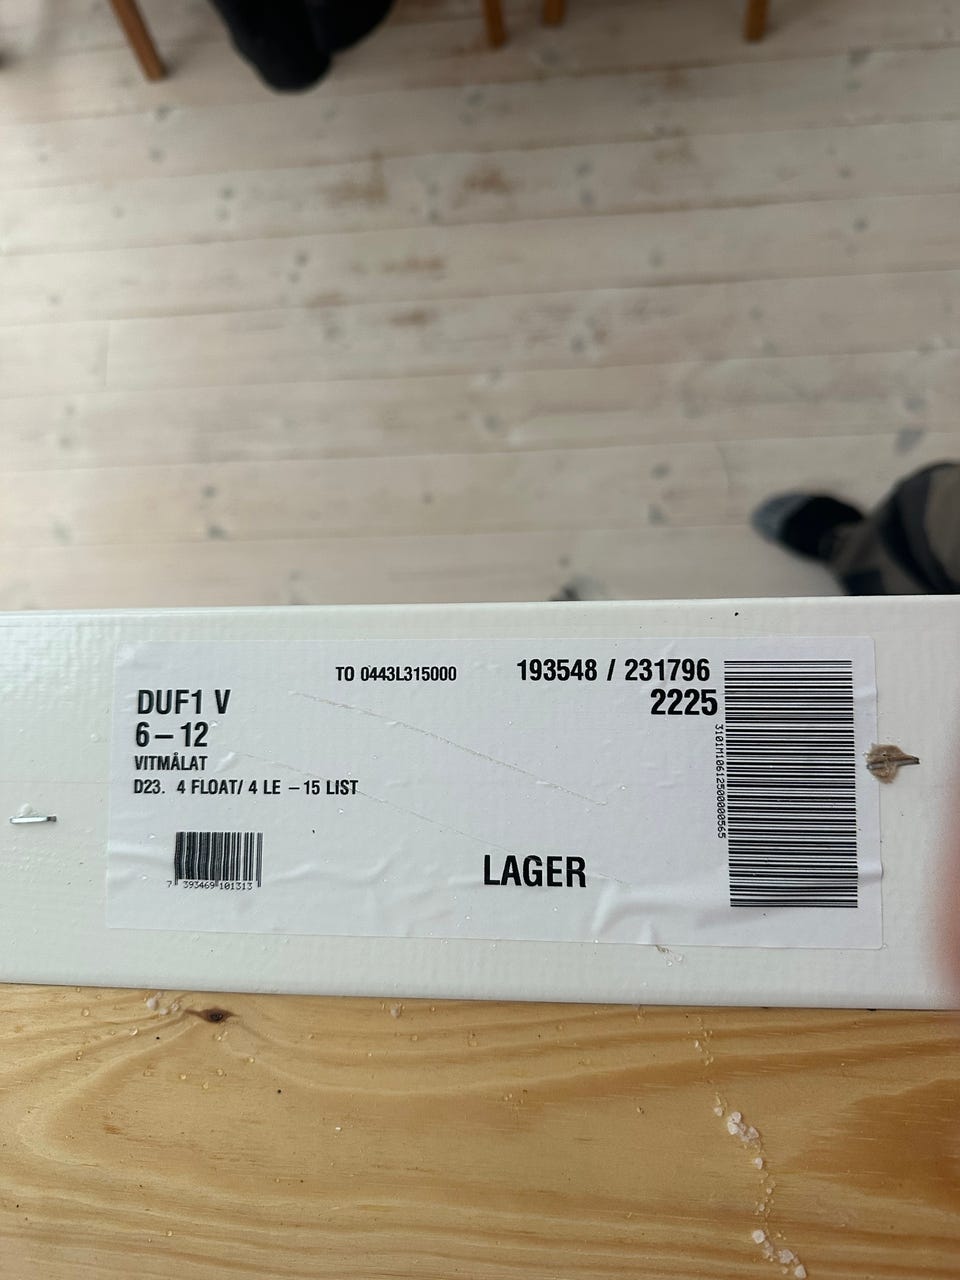 TO 0443L315000
193548 / 231796
2225
DUF1 V
6–12
VITMÅLAT
D23. 4 FLOAT/ 4 LE –15 LIST
7 393469 101313
LAGER
3101M10612500000565